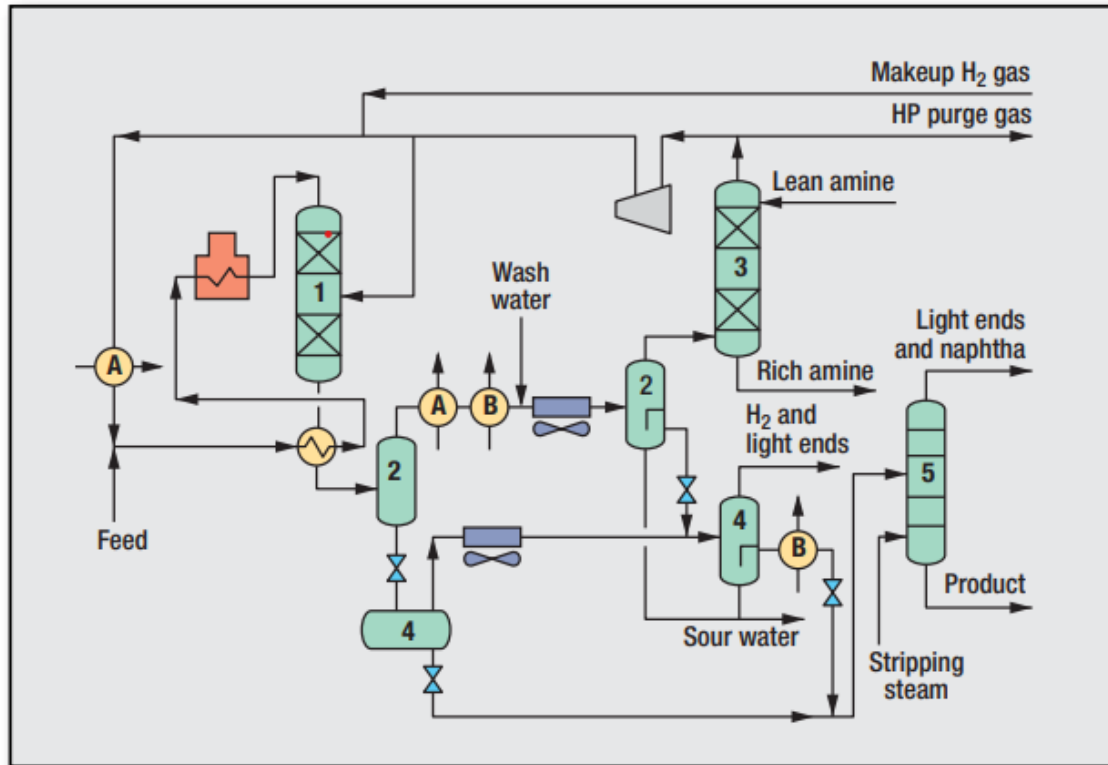 Makeup H₂ gas
HP purge gas
Lean amine
1
3
Wash
water
Light ends
and naphtha
A
2
Rich amine
A
B
H₂ and
light ends
2
5
4
B
Feed
Product
4
Sour water
Stripping
steam